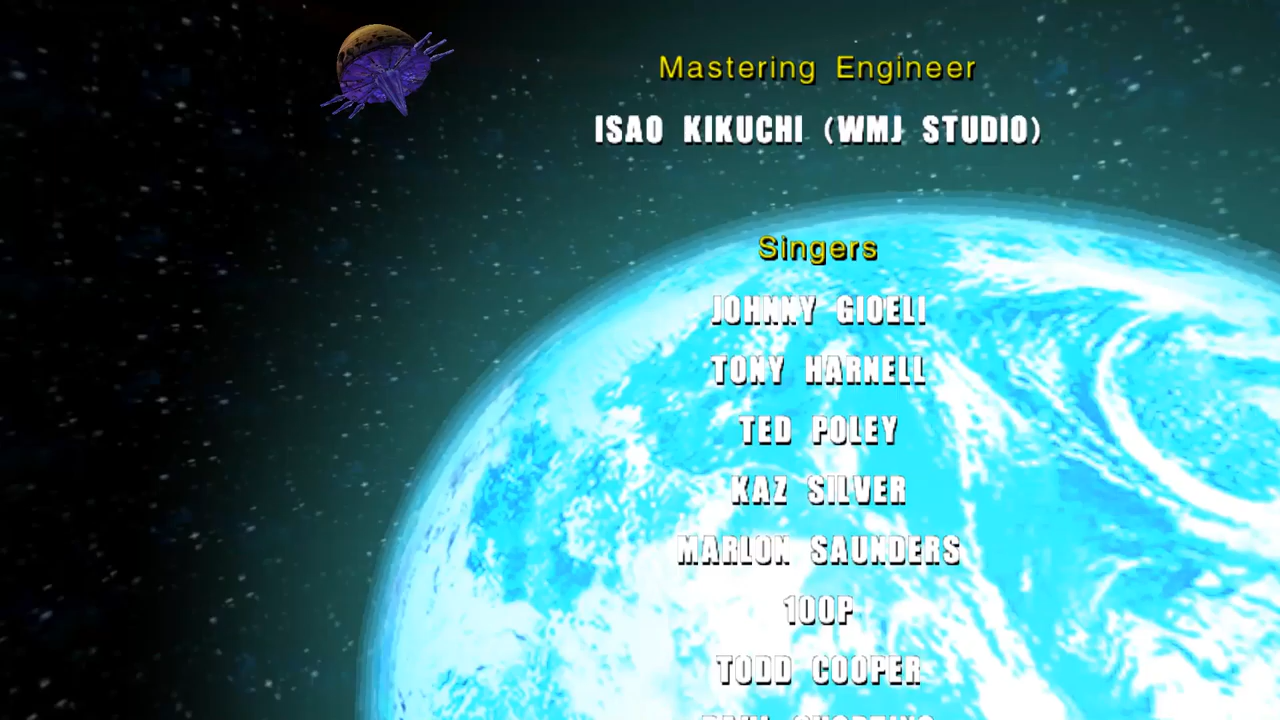 Mastering Engineer
ISAO KIKUCHI (WMJ STUDIO)
Singers
JOHNNY GIOELI
TONY HARNELL
TED POLEY
KAZ SILVER
MARLON SAUNDERS
100P
TODD COOPER